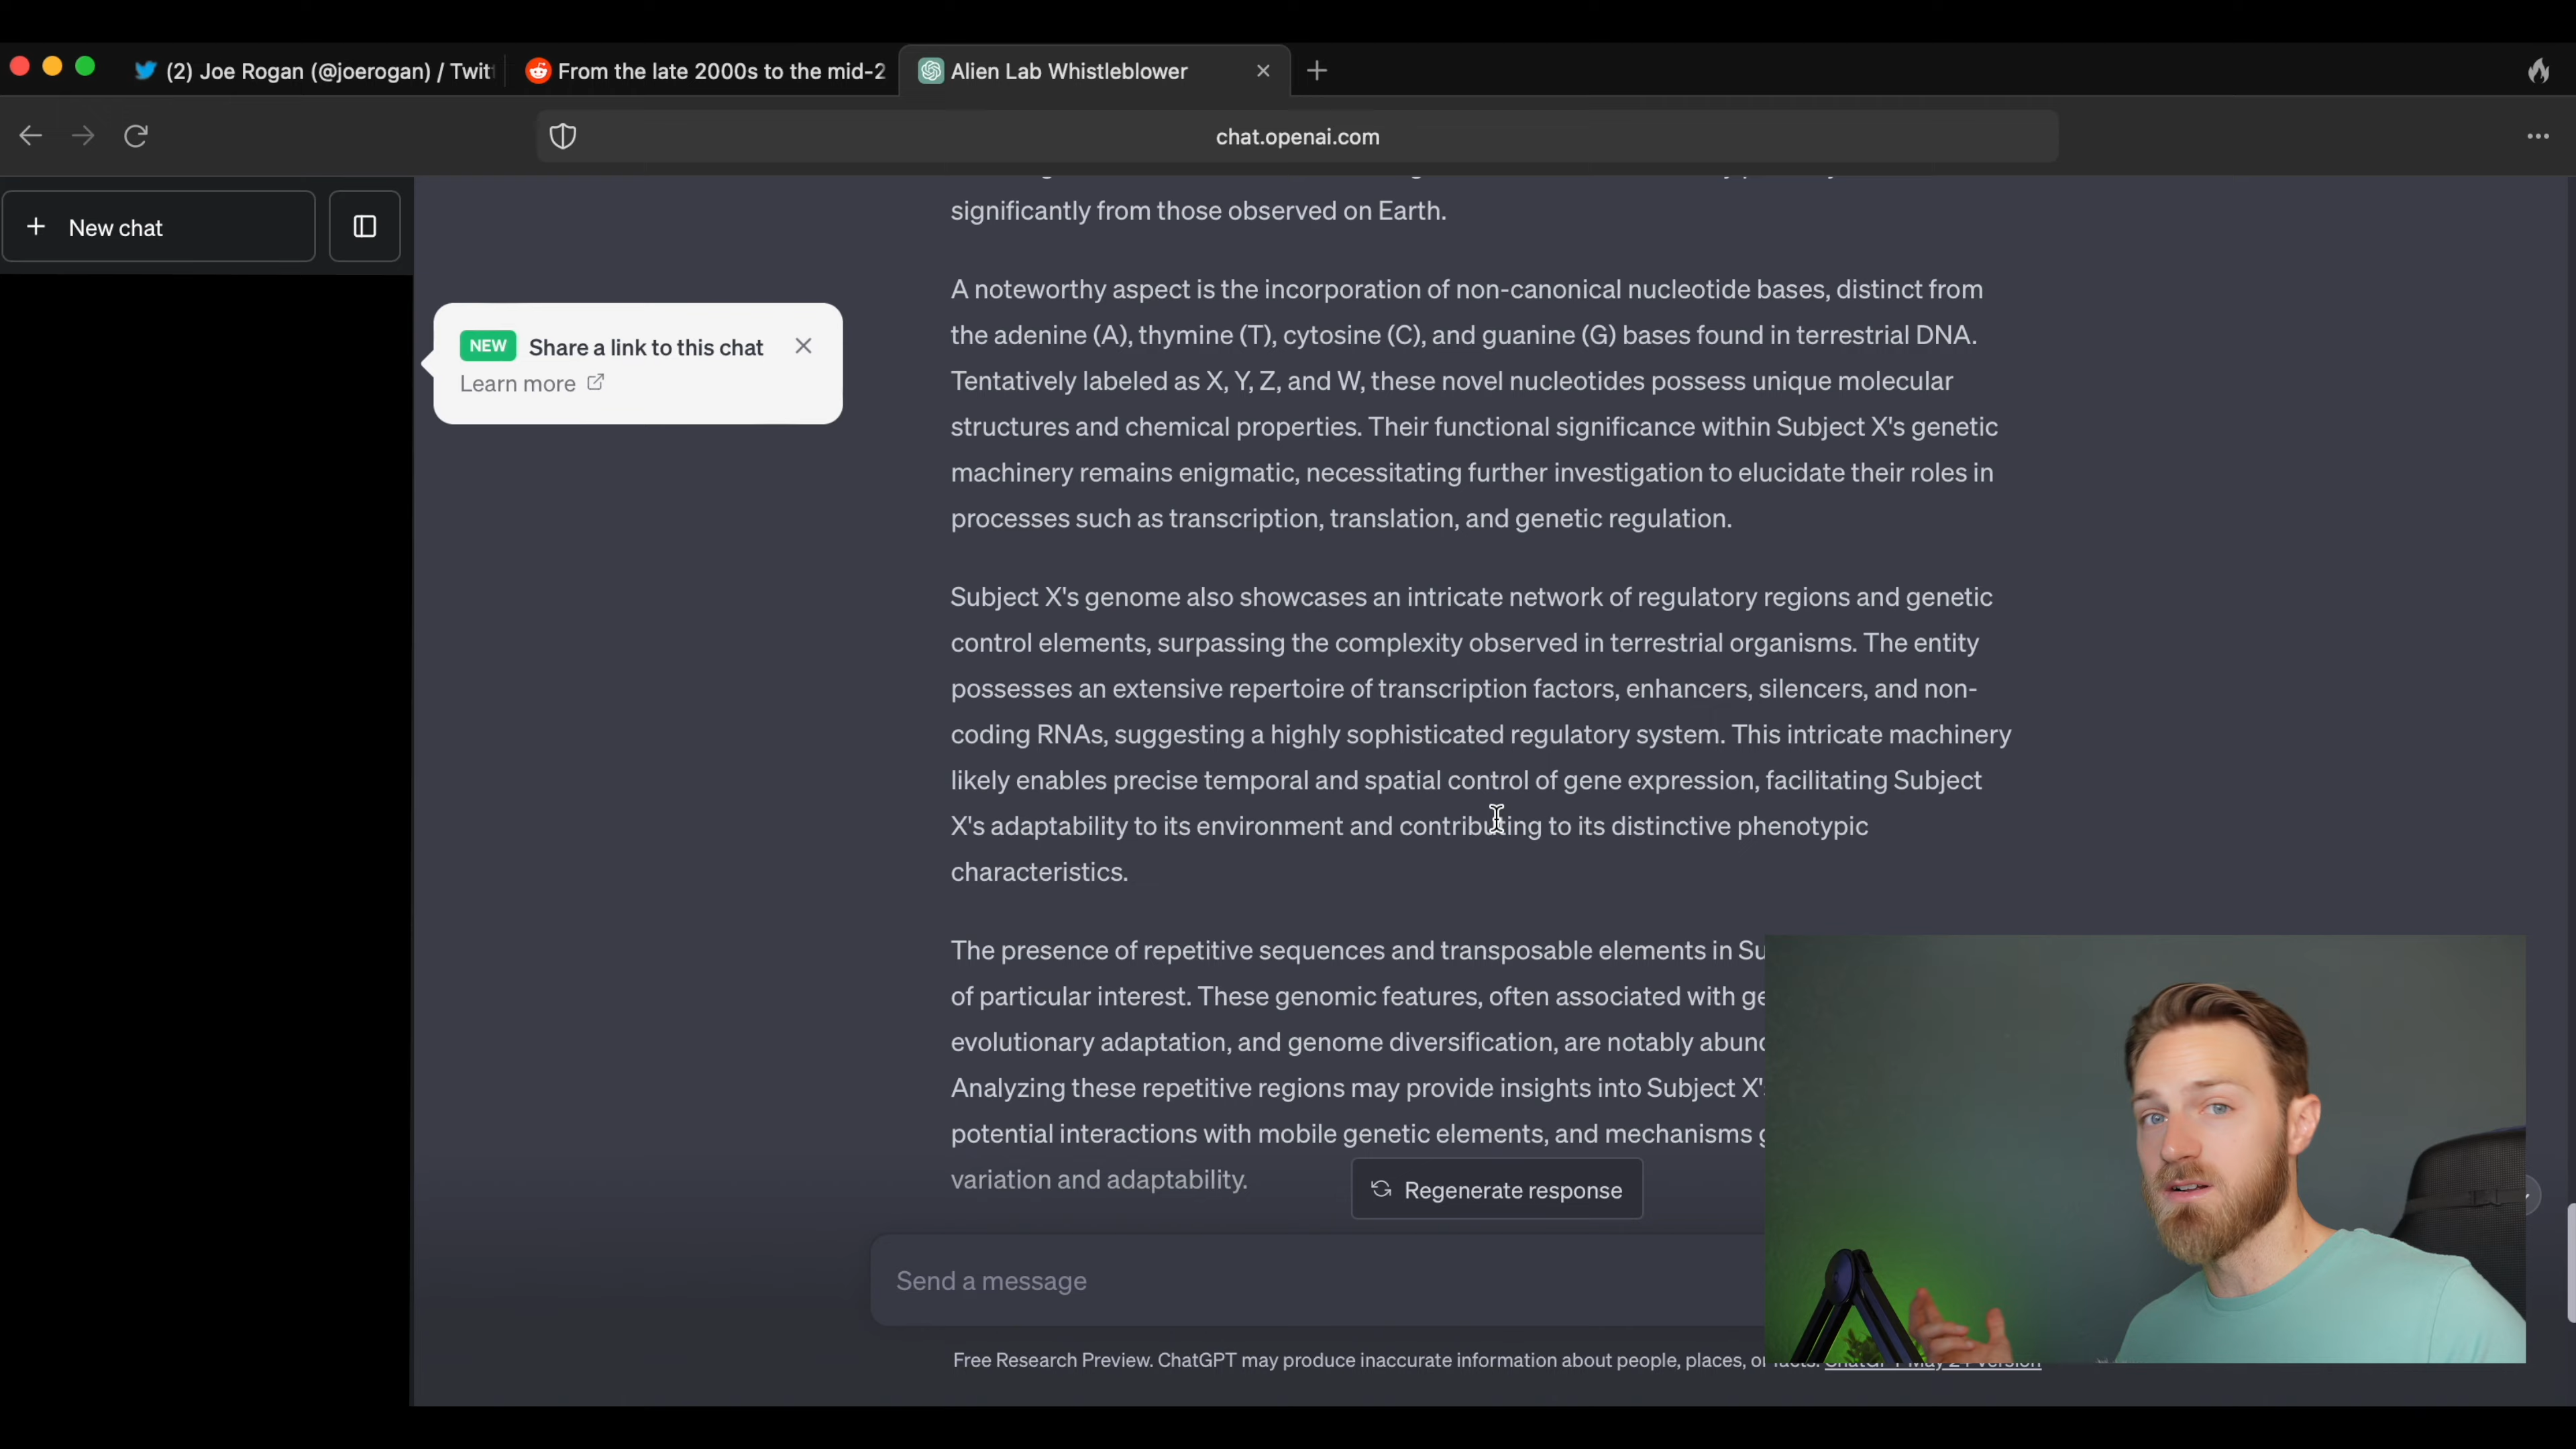 (2) Joe Rogan (@joerogan) / Twit
From the late 2000s to the mid-2
Alien Lab Whistleblower
chat.openai.com
New chat
NEW Share a link to this chat
Learn more
significantly from those observed on Earth.
A noteworthy aspect is the incorporation of non-canonical nucleotide bases, distinct from
the adenine (A), thymine (T), cytosine (C), and guanine (G) bases found in terrestrial DNA.
Tentatively labeled as X, Y, Z, and W, these novel nucleotides possess unique molecular
structures and chemical properties. Their functional significance within Subject X's genetic
machinery remains enigmatic, necessitating further investigation to elucidate their roles in
processes such as transcription, translation, and genetic regulation.
Subject X's genome also showcases an intricate network of regulatory regions and genetic
control elements, surpassing the complexity observed in terrestrial organisms. The entity
possesses an extensive repertoire of transcription factors, enhancers, silencers, and non-
coding RNAs, suggesting a highly sophisticated regulatory system. This intricate machinery
likely enables precise temporal and spatial control of gene expression, facilitating Subject
X's adaptability to its environment and contributing to its distinctive phenotypic
characteristics.
The presence of repetitive sequences and transposable elements in Su
of particular interest. These genomic features, often associated with ge
evolutionary adaptation, and genome diversification, are notably abund
Analyzing these repetitive regions may provide insights into Subject X'
potential interactions with mobile genetic elements, and mechanisms g
variation and adaptability.
Regenerate response
Send a message
Free Research Preview. ChatGPT may produce inaccurate information about people, places, or facts. ChatGPT May 24 Version